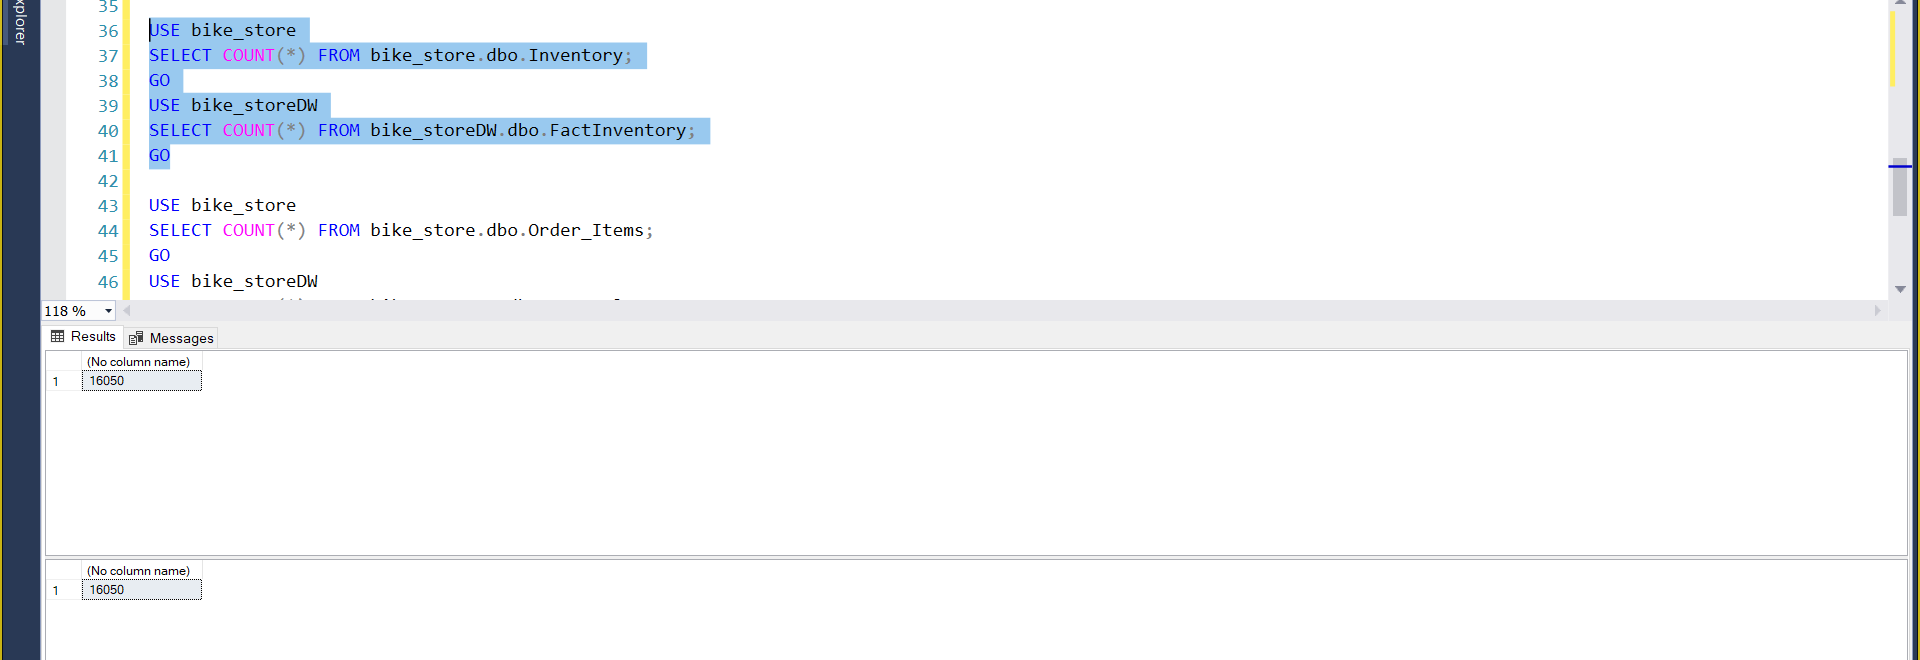 xplorer
35
36 USE bike_store
37 SELECT COUNT(*) FROM bike_store.dbo.Inventory;
38 GO
39 USE bike_storeDW
40 SELECT COUNT(*) FROM bike_storeDW.dbo.FactInventory;
41 GO
42
43 USE bike_store
44 SELECT COUNT(*) FROM bike_store.dbo.Order_Items;
45 GO
46 USE bike_storeDW
118 %
Results Messages
(No column name)
1 16050
(No column name)
1 16050